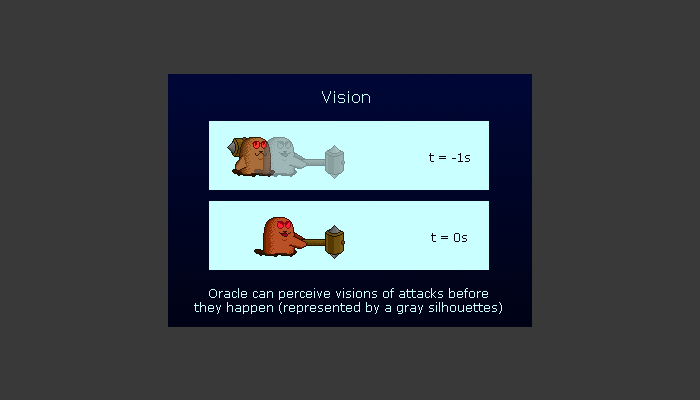 Vision
t = -1s
t = 0s
Oracle can perceive visions of attacks before
they happen (represented by a gray silhouettes)